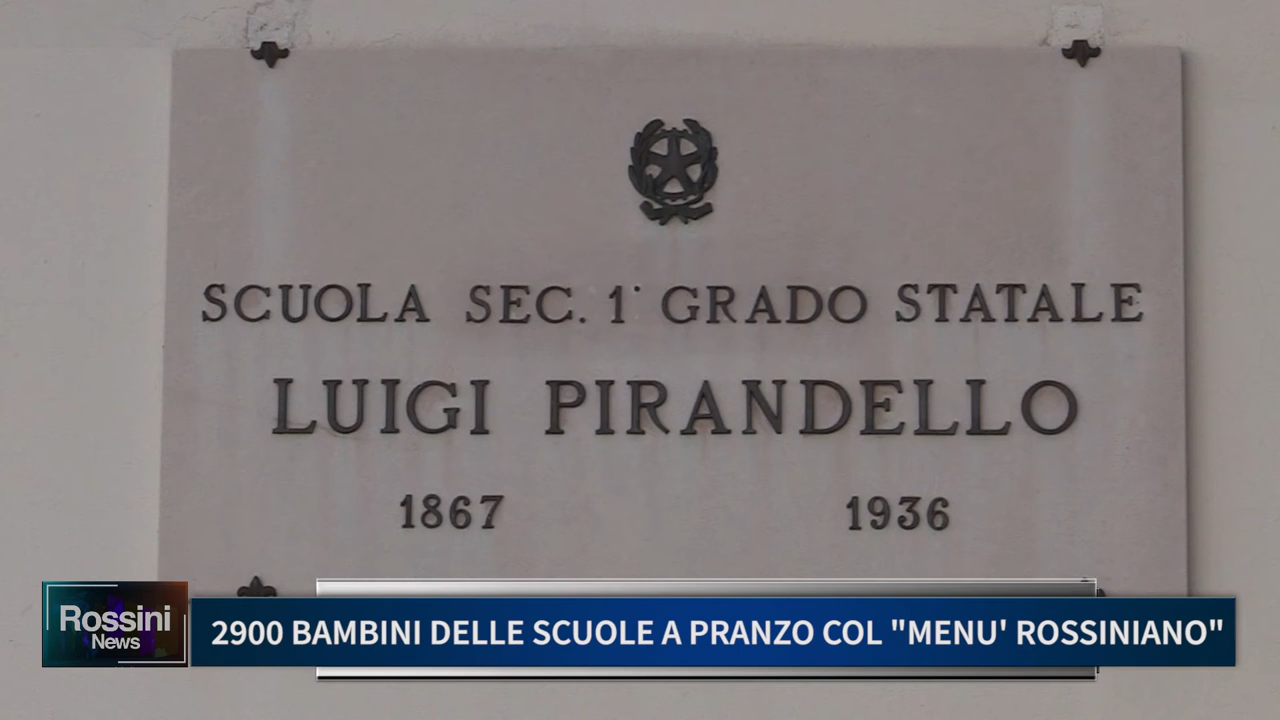 SCUOLA SEC. 1° GRADO STATALE
LUIGI PIRANDELLO
1867 1936
Rossini
News
2900 BAMBINI DELLE SCUOLE A PRANZO COL "MENU' ROSSINIANO"